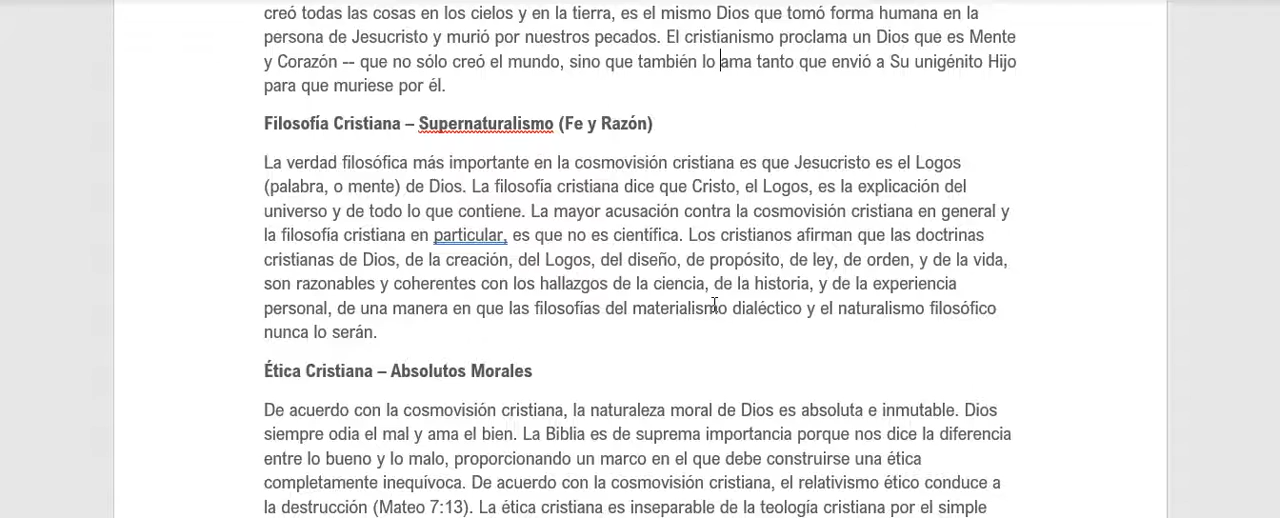 creó todas las cosas en los cielos y en la tierra, es el mismo Dios que tomó forma humana en la
persona de Jesucristo y murió por nuestros pecados. El cristianismo proclama un Dios que es Mente
y Corazón -- que no sólo creó el mundo, sino que también lo ama tanto que envió a Su unigénito Hijo
para que muriese por él.
Filosofía Cristiana – Supernaturalismo (Fe y Razón)
La verdad filosófica más importante en la cosmovisión cristiana es que Jesucristo es el Logos
(palabra, o mente) de Dios. La filosofía cristiana dice que Cristo, el Logos, es la explicación del
universo y de todo lo que contiene. La mayor acusación contra la cosmovisión cristiana en general y
la filosofía cristiana en particular, es que no es científica. Los cristianos afirman que las doctrinas
cristianas de Dios, de la creación, del Logos, del diseño, de propósito, de ley, de orden, y de la vida,
son razonables y coherentes con los hallazgos de la ciencia, de la historia, y de la experiencia
personal, de una manera en que las filosofías del materialismo dialéctico y el naturalismo filosófico
nunca lo serán.
Ética Cristiana – Absolutos Morales
De acuerdo con la cosmovisión cristiana, la naturaleza moral de Dios es absoluta e inmutable. Dios
siempre odia el mal y ama el bien. La Biblia es de suprema importancia porque nos dice la diferencia
entre lo bueno y lo malo, proporcionando un marco en el que debe construirse una ética
completamente inequívoca. De acuerdo con la cosmovisión cristiana, el relativismo ético conduce a
la destrucción (Mateo 7:13). La ética cristiana es inseparable de la teología cristiana por el simple